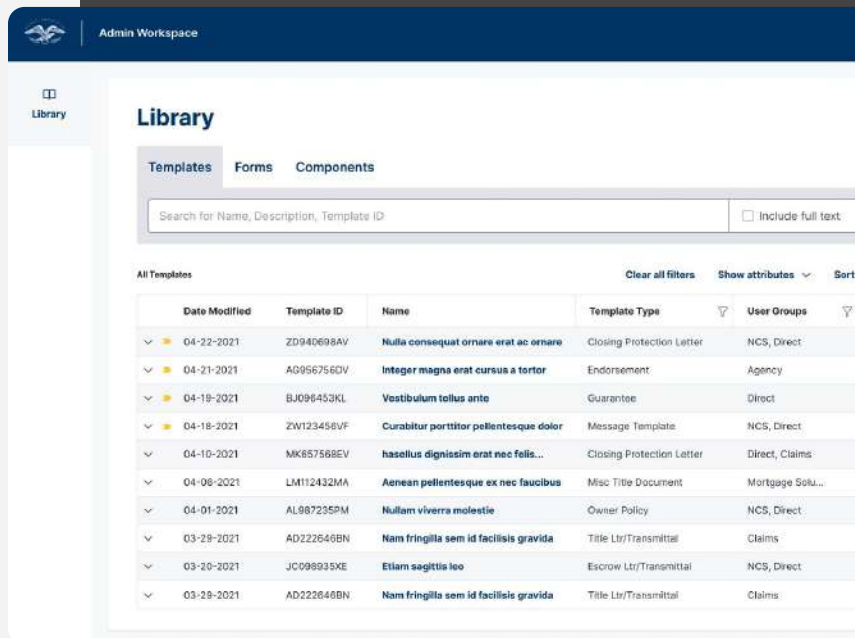 Admin Workspace
Library
Library
Templates Forms Components
Search for Name, Description, Template ID Include full text
All Templates Clear all filters Show attributes Sort
Date Modified Template ID Name Template Type User Groups
04-22-2021 ZD940698AV Nulla consequat ornare erat ac ornare Closing Protection Letter NCS, Direct
04-21-2021 AG956756DV Integer magna erat cursus a tortor Endorsement Agency
04-19-2021 BJ096453KL Vestibulum tellus ante Guarantee Direct
04-18-2021 ZW123456VF Curabitur porttitor pellentesque dolor Message Template NCS, Direct
04-10-2021 MK657568EV hasellus dignissim erat nec felis... Closing Protection Letter Direct, Claims
04-06-2021 LM112432MA Aenean pellentesque ex nec faucibus Misc Title Document Mortgage Solu...
04-01-2021 AL987235PM Nullam viverra molestie Owner Policy NCS, Direct
03-29-2021 AD222646BN Nam fringilla sem id facilisis gravida Title Ltr/Transmittal Claims
03-20-2021 JC098935XE Etiam sagittis leo Escrow Ltr/Transmittal NCS, Direct
03-29-2021 AD222646BN Nam fringilla sem id facilisis gravida Title Ltr/Transmittal Claims